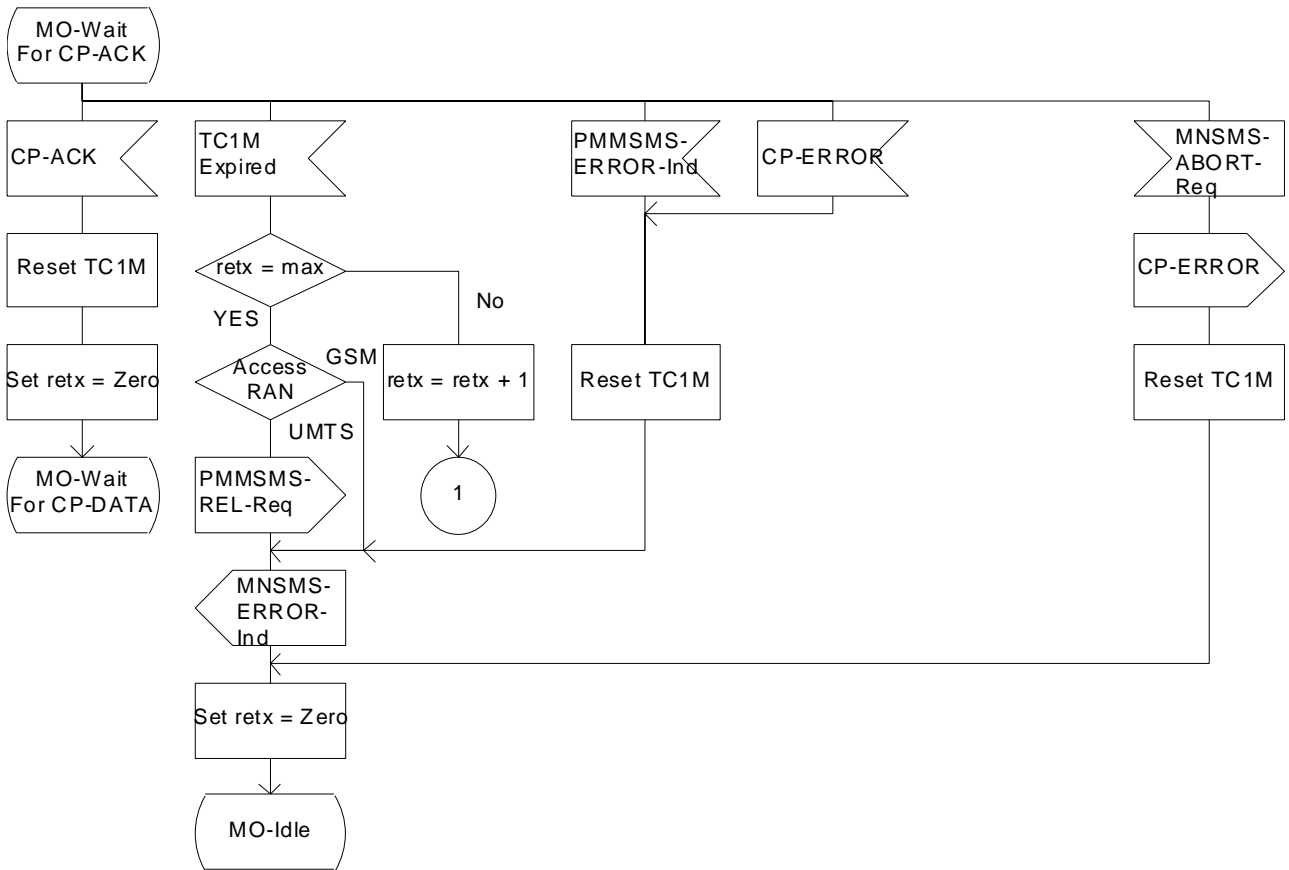 MO-Wait
For CP-ACK
CP-ACK
TC1M
Expired
PMMSMS-
ERROR-Ind
CP-ERROR
MNSMS-
ABORT-
Req
Reset TC1M
retx = max
No
CP-ERROR
YES
Set retx = Zero
Access
RAN
GSM
retx = retx + 1
Reset TC1M
Reset TC1M
UMTS
MO-Wait
For CP-DATA
PMMSMS-
REL-Req
1
MNSMS-
ERROR-
Ind
Set retx = Zero
MO-Idle